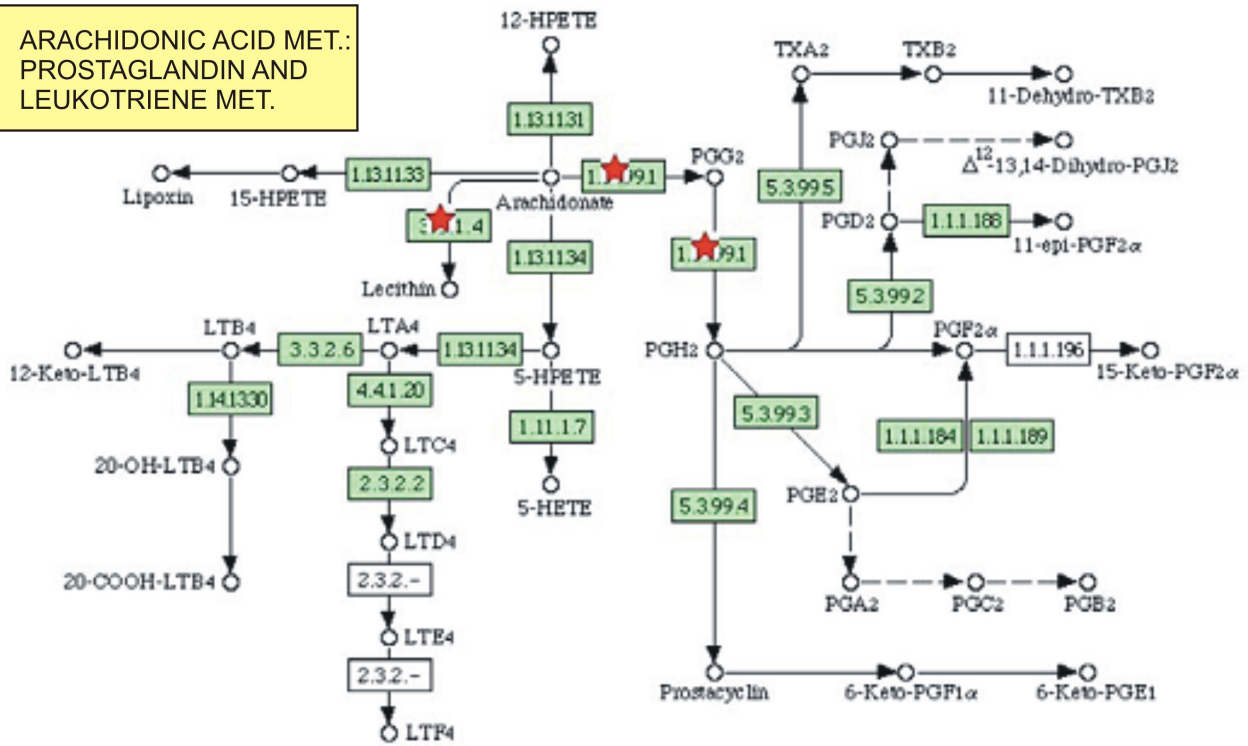 ARACHIDONIC ACID MET.:
PROSTAGLANDIN AND
LEUKOTRIENE MET.
12-HPETE
1.13.11.31
1.13.11.33
Lipoxin
15-HPETE
Arachidonate
PGG2
Lecithin
1.13.11.34
TXA2
TXB2
11-Dehydro-TXB2
5.3.99.5
PGJ2
Δ12-13,14-Dihydro-PGJ2
PGD2
1.1.1.188
11-epi-PGF2α
5.3.99.2
12-Keto-LTB4
LTB4
3.3.2.6
LTA4
1.13.11.34
5-HPETE
PGH2
PGF2α
1.1.1.196
15-Keto-PGF2α
1.14.13.30
4.4.1.20
1.11.1.7
5.3.99.3
1.1.1.184
1.1.1.189
20-OH-LTB4
LTC4
2.3.2.2
5-HETE
5.3.99.4
PGE2
LTD4
20-COOH-LTB4
2.3.2.-
PGA2
PGC2
PGB2
LTE4
2.3.2.-
LTF4
Prostacyclin
6-Keto-PGF1α
6-Keto-PGE1